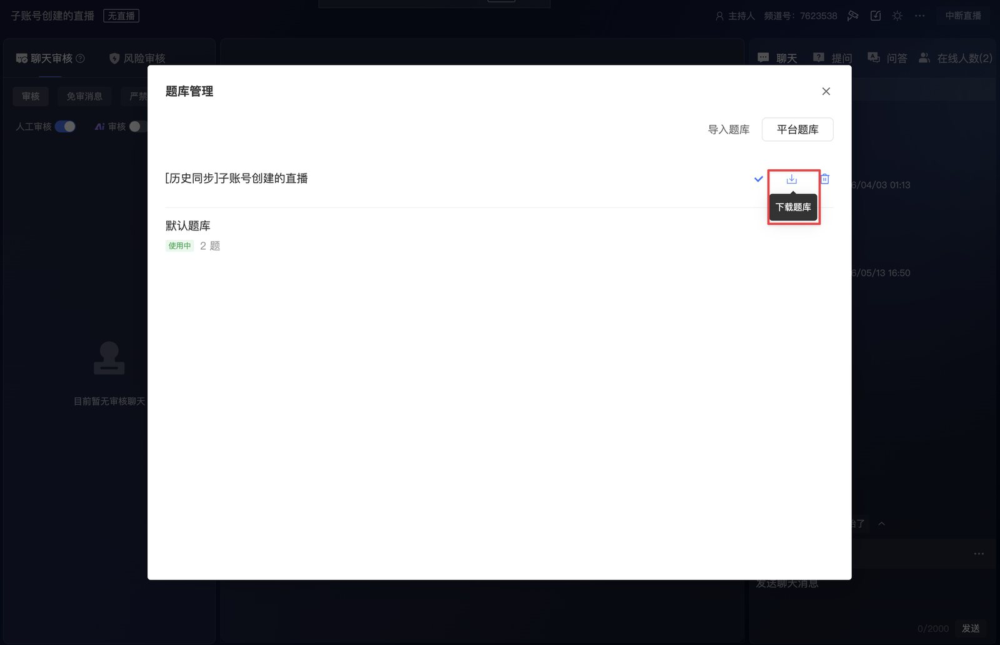 子账号创建的直播 无直播
主持人 频道号：7623538 中断直播
聊天审核 风险审核
聊天 提问 问答 在线人数(2)
审核 免审消息 严禁
人工审核 Ai 审核
题库管理
导入题库 平台题库
[历史同步]子账号创建的直播
下载题库
6/04/03 01:13
默认题库
使用中 2 题
6/05/13 16:50
目前暂无审核聊天
了
发送聊天消息
0/2000 发送